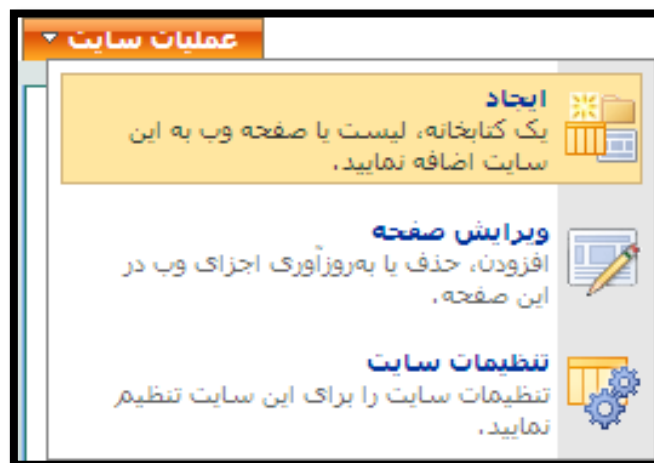 عملیات سایت
ایجاد
یک کتابخانه، لیست یا صفحه وب به این
سایت اضافه نمایید.
ویرایش صفحه
افزودن، حذف یا به‌روزآوری اجزای وب در
این صفحه.
تنظیمات سایت
تنظیمات سایت را برای این سایت تنظیم
نمایید.